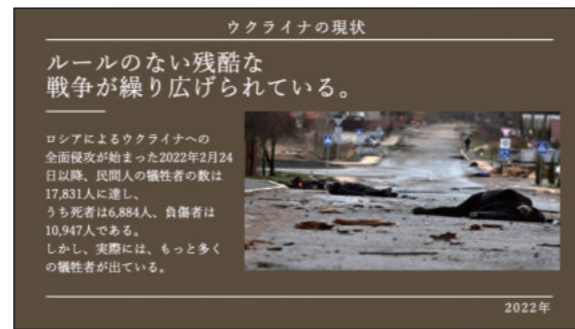 ウクライナの現状
ルールのない残酷な
戦争が繰り広げられている。
ロシアによるウクライナへの
全面侵攻が始まった2022年2月24
日以降、民間人の犠牲者の数は
17,831人に達し、
うち死者は6,884人、負傷者は
10,947人である。
しかし、実際には、もっと多く
の犠牲者が出ている。
2022年